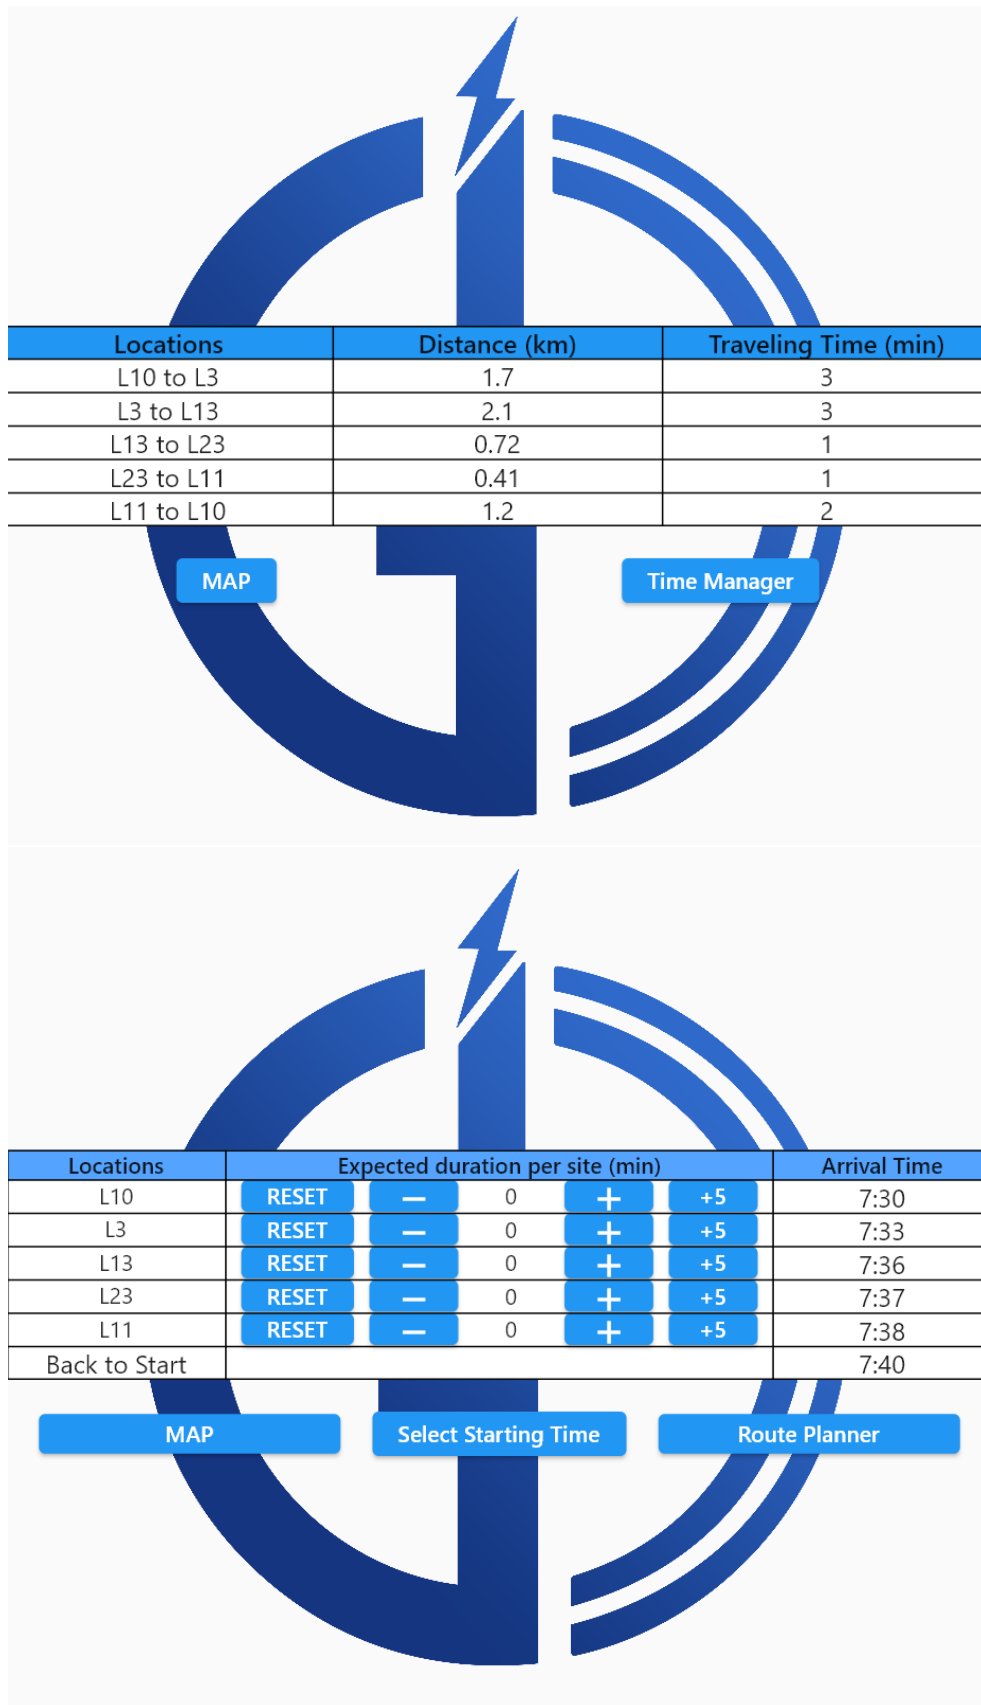 Locations Distance (km) Traveling Time (min)
L10 to L3 1.7 3
L3 to L13 2.1 3
L13 to L23 0.72 1
L23 to L11 0.41 1
L11 to L10 1.2 2
MAP Time Manager
Locations Expected duration per site (min) Arrival Time
L10 RESET — 0 + +5 7:30
L3 RESET — 0 + +5 7:33
L13 RESET — 0 + +5 7:36
L23 RESET — 0 + +5 7:37
L11 RESET — 0 + +5 7:38
Back to Start 7:40
MAP Select Starting Time Route Planner